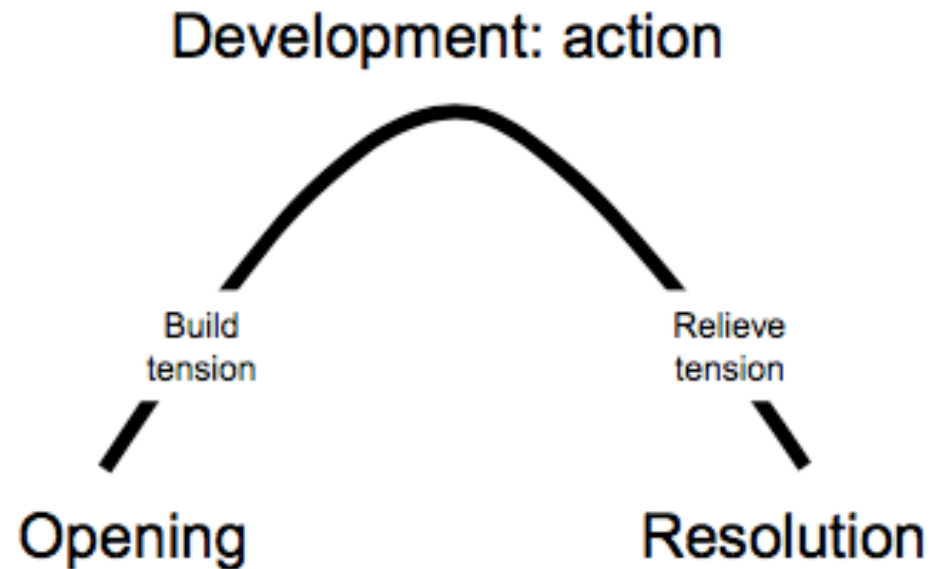 Development: action
Build
tension
Relieve
tension
Opening
Resolution